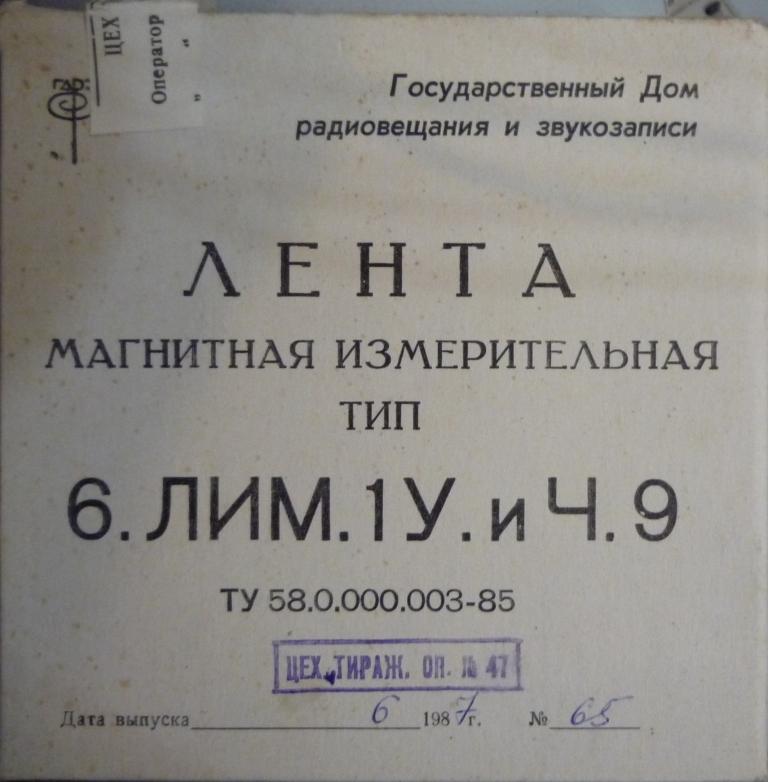 ЦЕХ
Оператор
„ “
Государственный Дом
радиовещания и звукозаписи
ЛЕНТА
МАГНИТНАЯ ИЗМЕРИТЕЛЬНАЯ
ТИП
6. ЛИМ. 1У. и Ч. 9
ТУ 58.0.000.003-85
ЦЕХ. ТИРАЖ. ОП. № 47
Дата выпуска 6 1987г. № 65